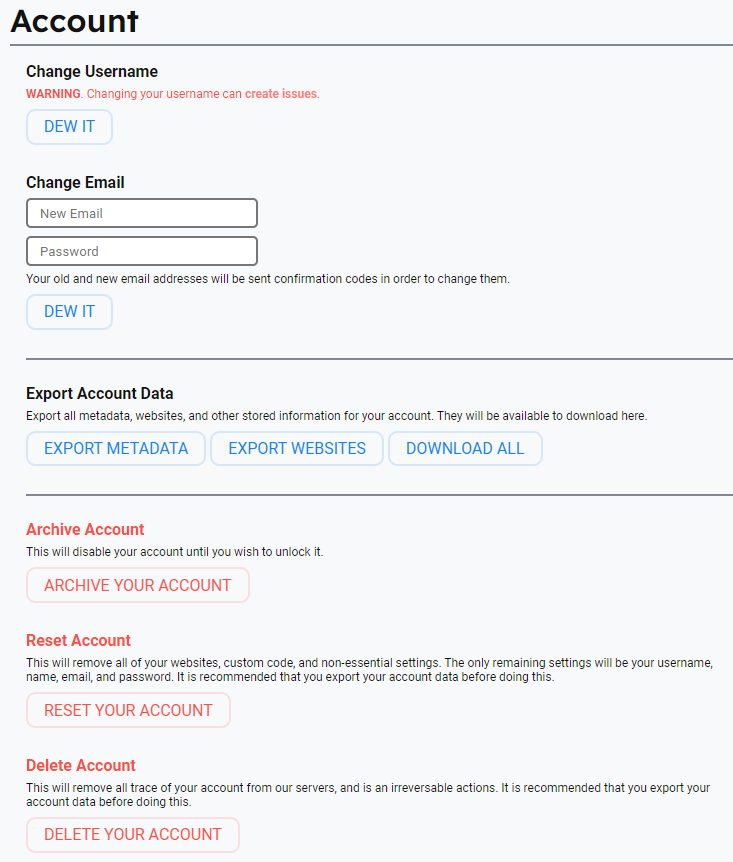 Account
Change Username
WARNING. Changing your username can create issues.
DEW IT
Change Email
New Email
Password
Your old and new email addresses will be sent confirmation codes in order to change them.
DEW IT
Export Account Data
Export all metadata, websites, and other stored information for your account. They will be available to download here.
EXPORT METADATA EXPORT WEBSITES DOWNLOAD ALL
Archive Account
This will disable your account until you wish to unlock it.
ARCHIVE YOUR ACCOUNT
Reset Account
This will remove all of your websites, custom code, and non-essential settings. The only remaining settings will be your username,
name, email, and password. It is recommended that you export your account data before doing this.
RESET YOUR ACCOUNT
Delete Account
This will remove all trace of your account from our servers, and is an irreversable actions. It is recommended that you export your
account data before doing this.
DELETE YOUR ACCOUNT